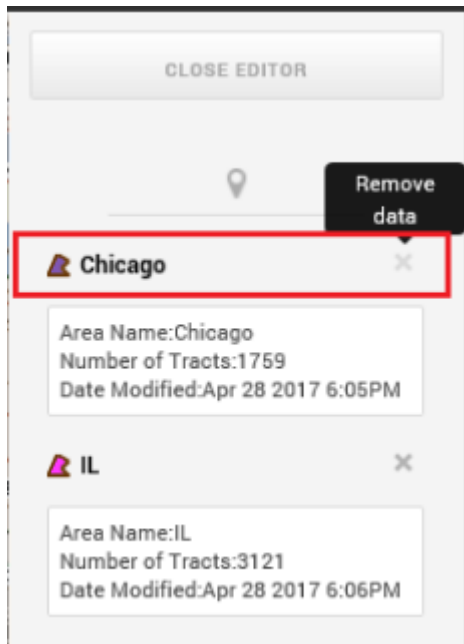 CLOSE EDITOR
Remove
data
Chicago
Area Name:Chicago
Number of Tracts:1759
Date Modified:Apr 28 2017 6:05PM
IL
Area Name:IL
Number of Tracts:3121
Date Modified:Apr 28 2017 6:06PM